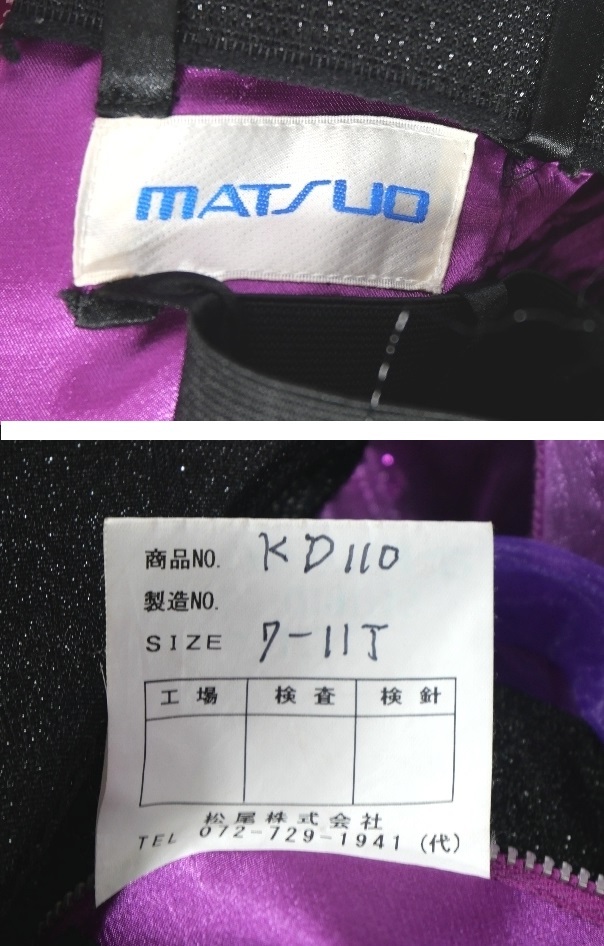 MATSUO
商品NO. KD110
製造NO.
SIZE 7-11J
工場 検査 検針
松尾株式会社
TEL 072-729-1941(代)